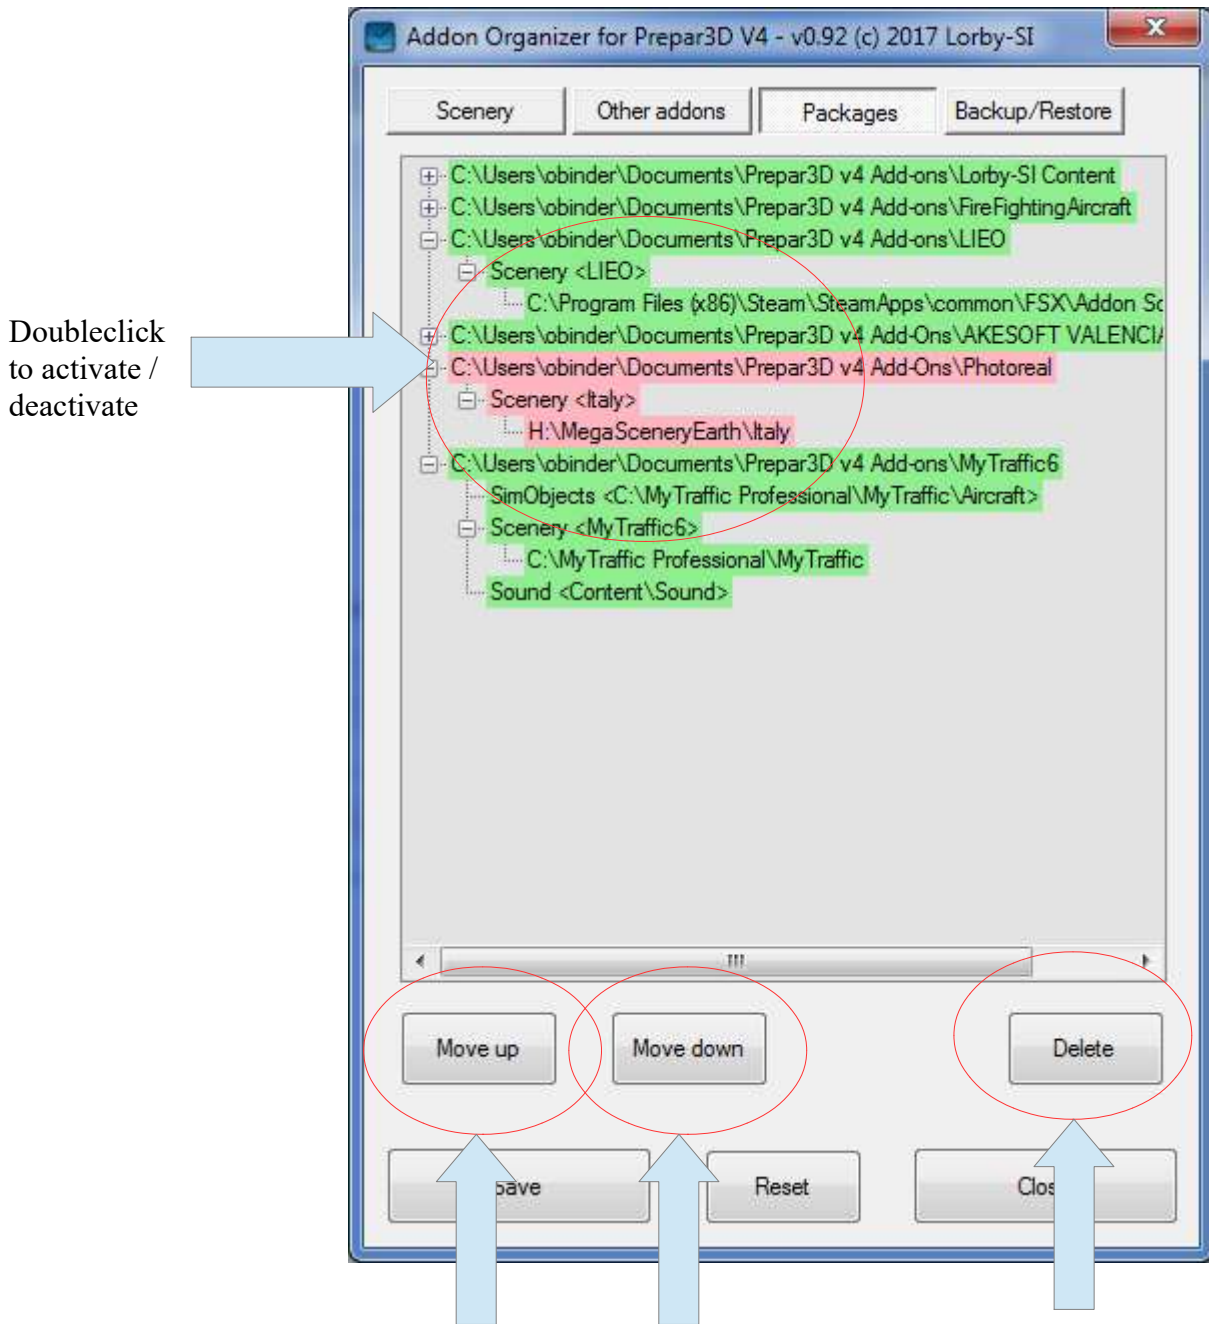 Addon Organizer for Prepar3D V4 - v0.92 (c) 2017 Lorby-SI
Scenery Other addons Packages Backup/Restore
C:\Users\obinder\Documents\Prepar3D v4 Add-ons\Lorby-SI Content
C:\Users\obinder\Documents\Prepar3D v4 Add-ons\FireFightingAircraft
C:\Users\obinder\Documents\Prepar3D v4 Add-ons\LIEO
Scenery <LIEO>
C:\Program Files (x86)\Steam\SteamApps\common\FSX\Addon Sc
C:\Users\obinder\Documents\Prepar3D v4 Add-Ons\AKESOFT VALENCIA
C:\Users\obinder\Documents\Prepar3D v4 Add-Ons\Photoreal
Scenery <Italy>
H:\MegaSceneryEarth\Italy
C:\Users\obinder\Documents\Prepar3D v4 Add-ons\MyTraffic6
SimObjects <C:\MyTraffic Professional\MyTraffic\Aircraft>
Scenery <MyTraffic6>
C:\MyTraffic Professional\MyTraffic
Sound <Content\Sound>
Doubleclick
to activate /
deactivate
Move up Move down Delete
Save Reset Close